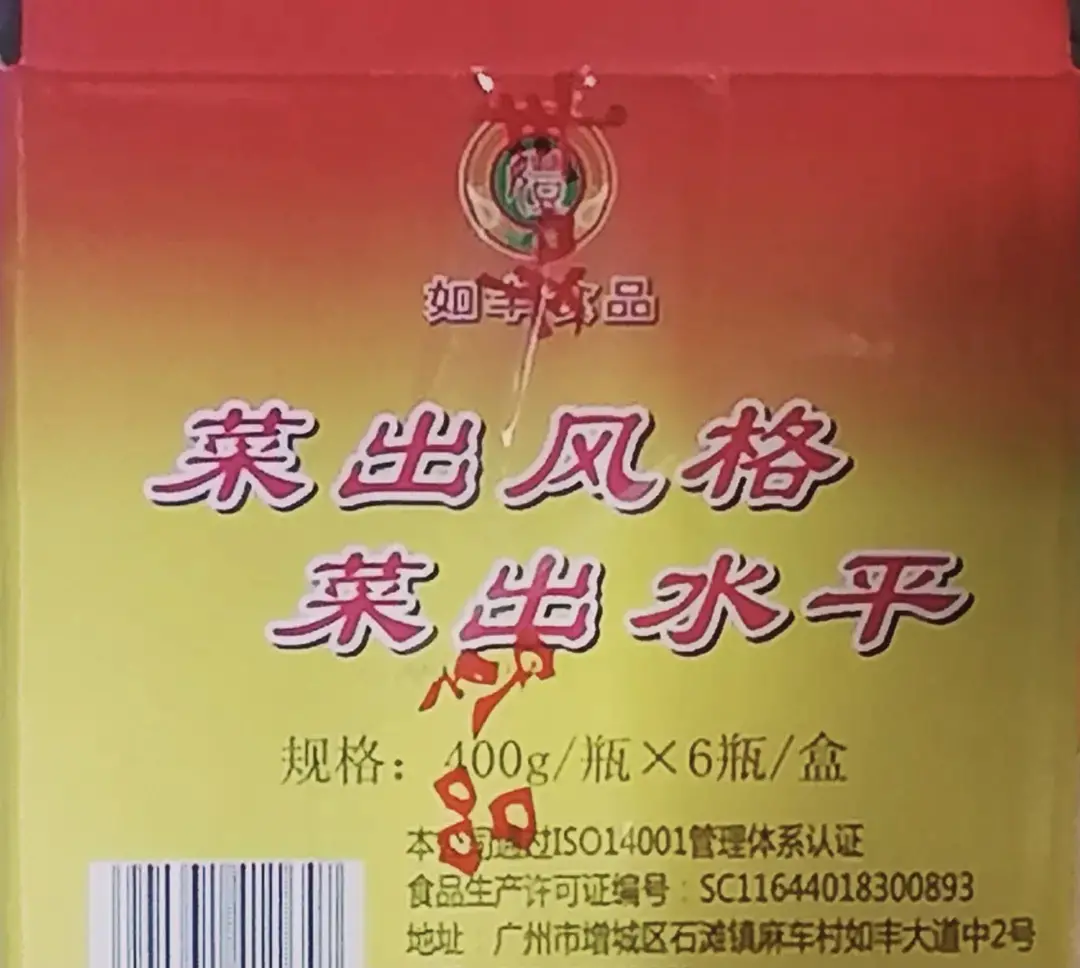 如丰食品
菜出风格
菜出水平
规格：400g/瓶×6瓶/盒
本公司通过ISO14001管理体系认证
食品生产许可证编号：SC11644018300893
地址 广州市增城区石滩镇麻车村如丰大道中2号